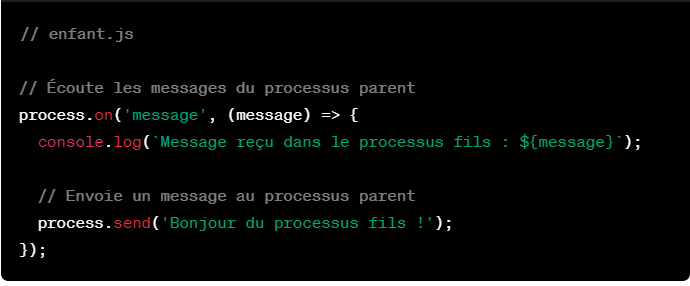 // enfant.js
// Écoute les messages du processus parent
process.on('message', (message) => {
console.log(`Message reçu dans le processus fils : ${message}`);
// Envoie un message au processus parent
process.send('Bonjour du processus fils !');
});